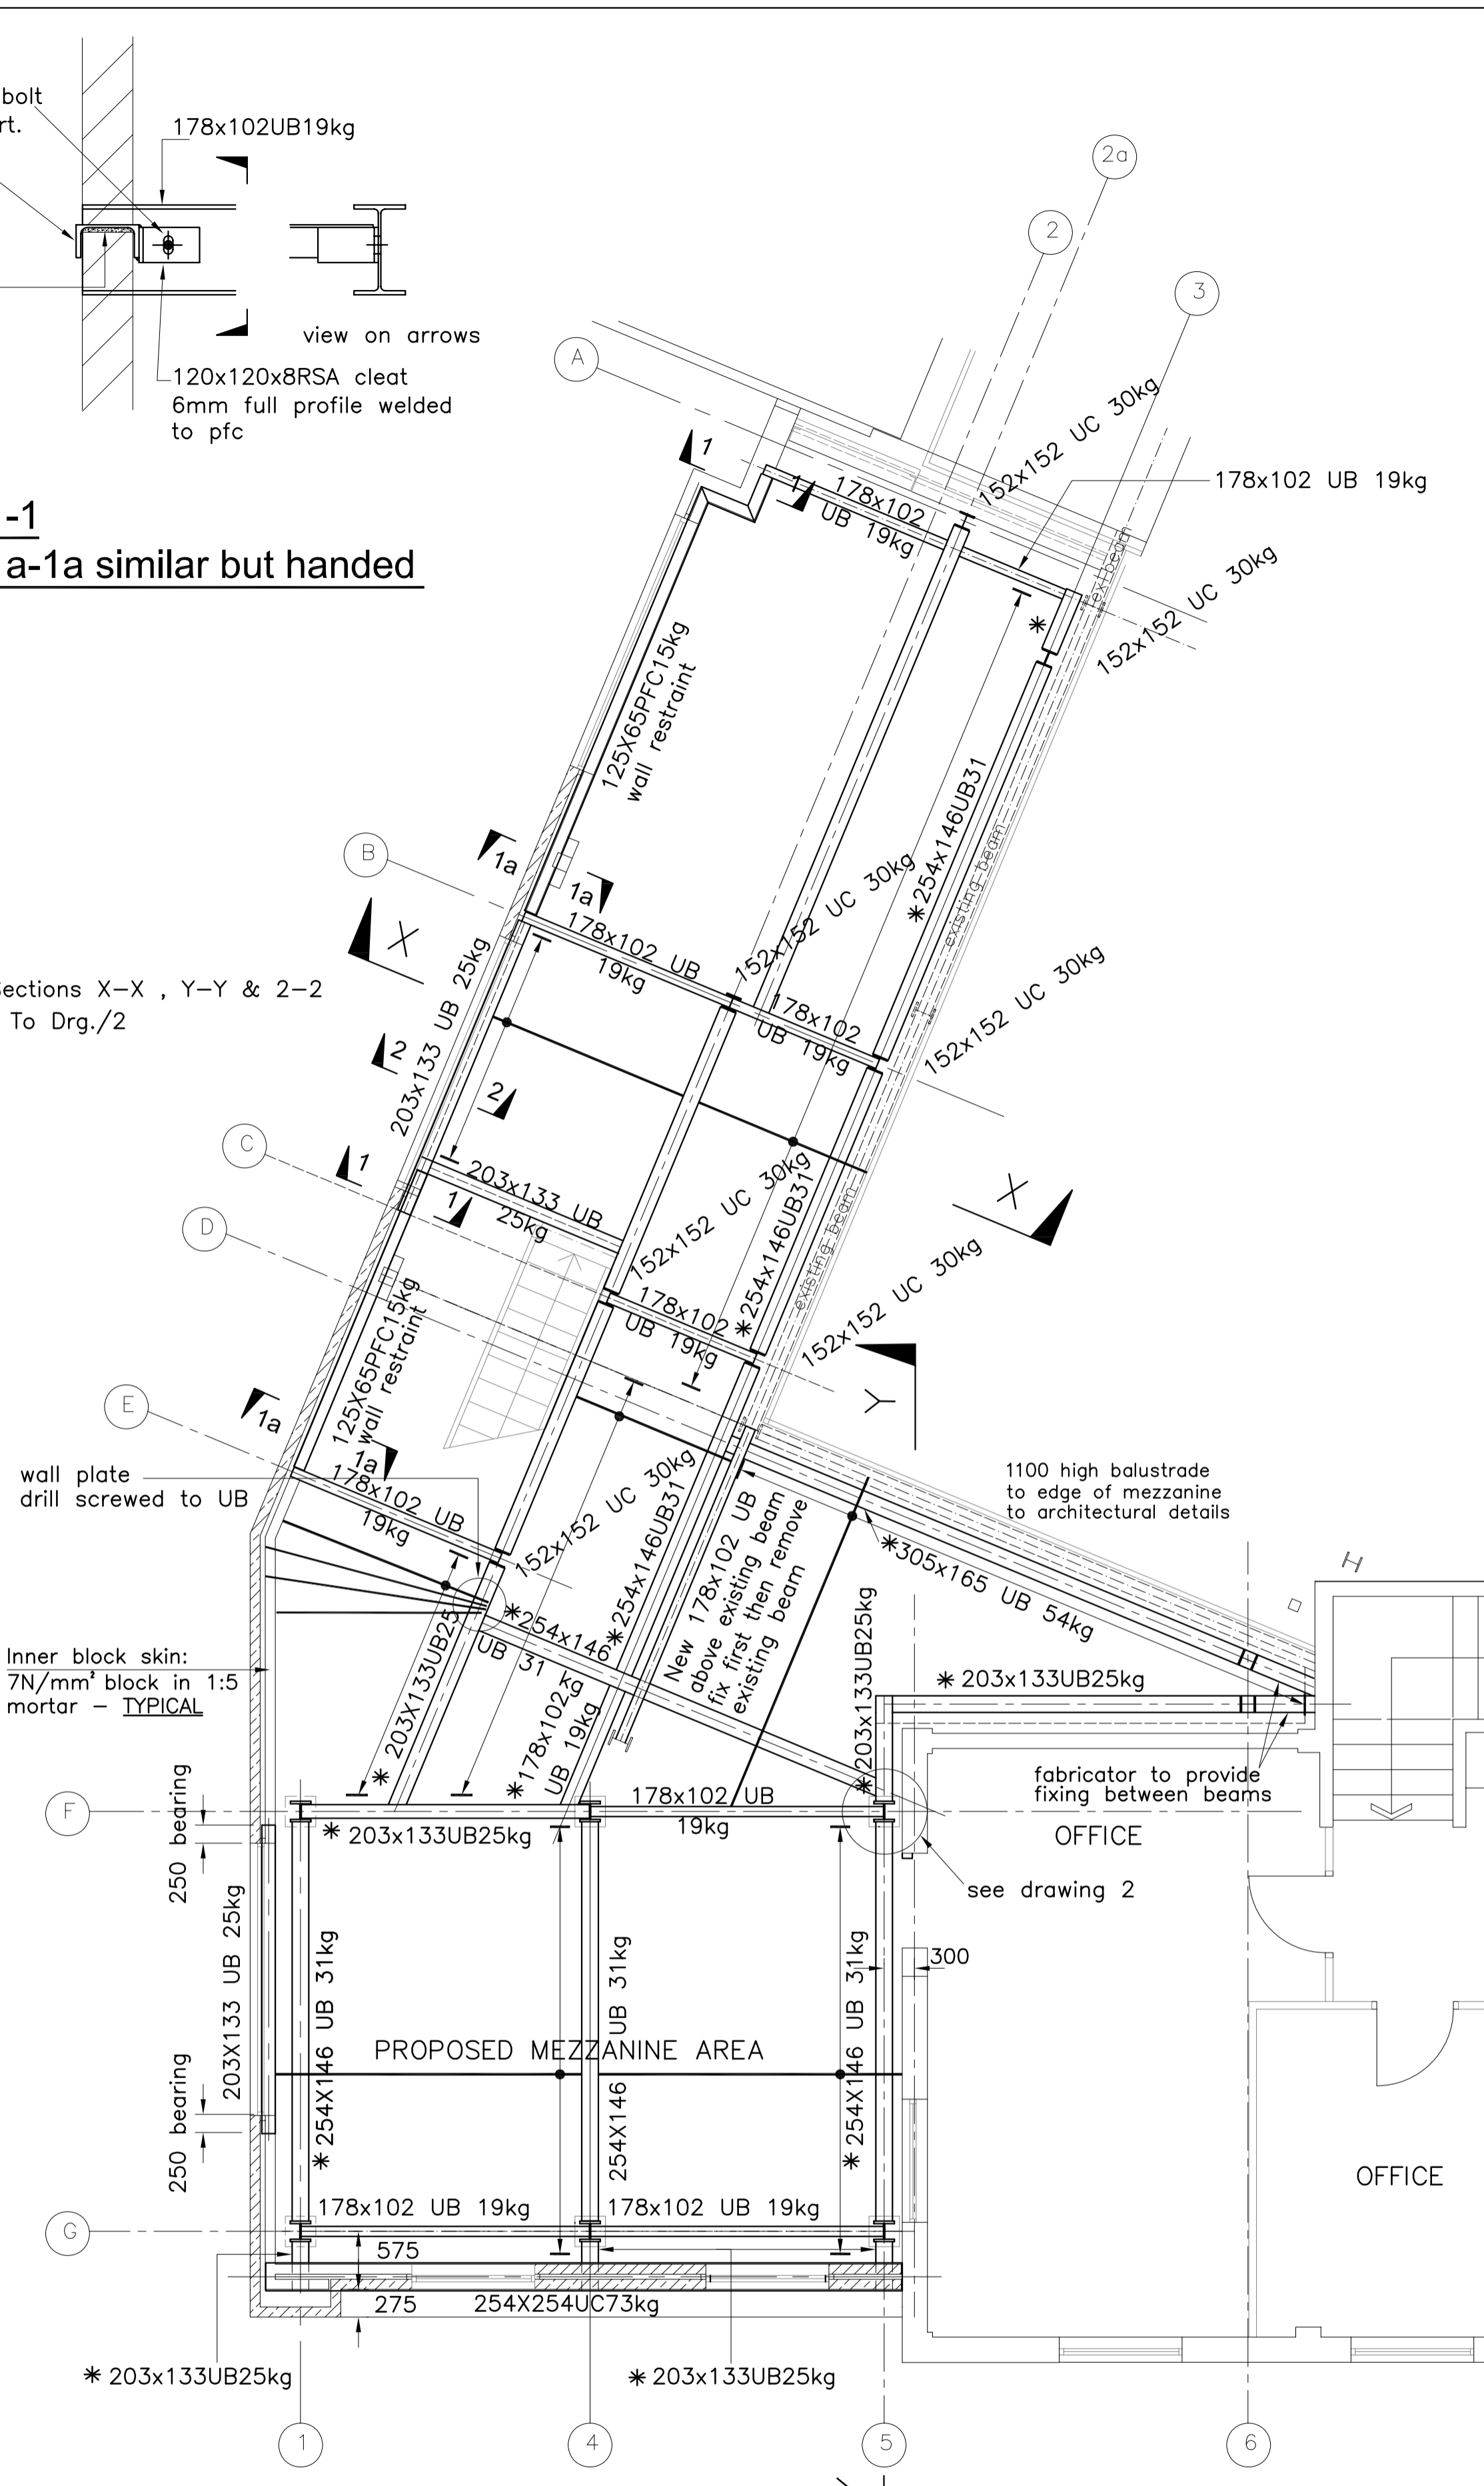 bolt
rt.
178x102UB19kg
view on arrows
120x120x8RSA cleat
6mm full profile welded
to pfc
-1
a-1a similar but handed
2a
2
3
A
152x152 UC 30kg
1
1
178x102
UB 19kg
178x102 UB 19kg
ext.beam
152x152 UC 30kg
125X65PFC15kg
wall restraint
254x146UB31
existing beam
B
1a
1a
X
178x102 UB
19kg
152x152 UC 30kg
178x102
UB 19kg
152x152 UC 30kg
Sections X-X , Y-Y & 2-2
To Drg./2
203x133 UB 25kg
2
2
C
1
1
203x133 UB
25kg
152x152 UC 30kg
254x146UB31
existing beam
X
D
178x102
UB 19kg
152x152 UC 30kg
125X65PFC15kg
wall restraint
Y
E
1a
1a
178x102 UB
19kg
wall plate
drill screwed to UB
152x152 UC 30kg
254x146UB31
New 178x102 UB
above existing beam
fix first then remove
existing beam
1100 high balustrade
to edge of mezzanine
to architectural details
305x165 UB 54kg
H
254x146
UB 31 kg
203x133UB25
178x102
UB 19kg
203x133UB25kg
203x133UB25kg
Inner block skin:
7N/mm² block in 1:5
mortar - TYPICAL
fabricator to provide
fixing between beams
F
250 bearing
203x133UB25kg
178x102 UB
19kg
OFFICE
see drawing 2
203X133 UB 25kg
254X146 UB 31kg
254X146 UB 31kg
254X146 UB 31kg
300
PROPOSED MEZZANINE AREA
250 bearing
OFFICE
178x102 UB 19kg
178x102 UB 19kg
G
575
275
254X254UC73kg
203x133UB25kg
203x133UB25kg
1
4
5
6